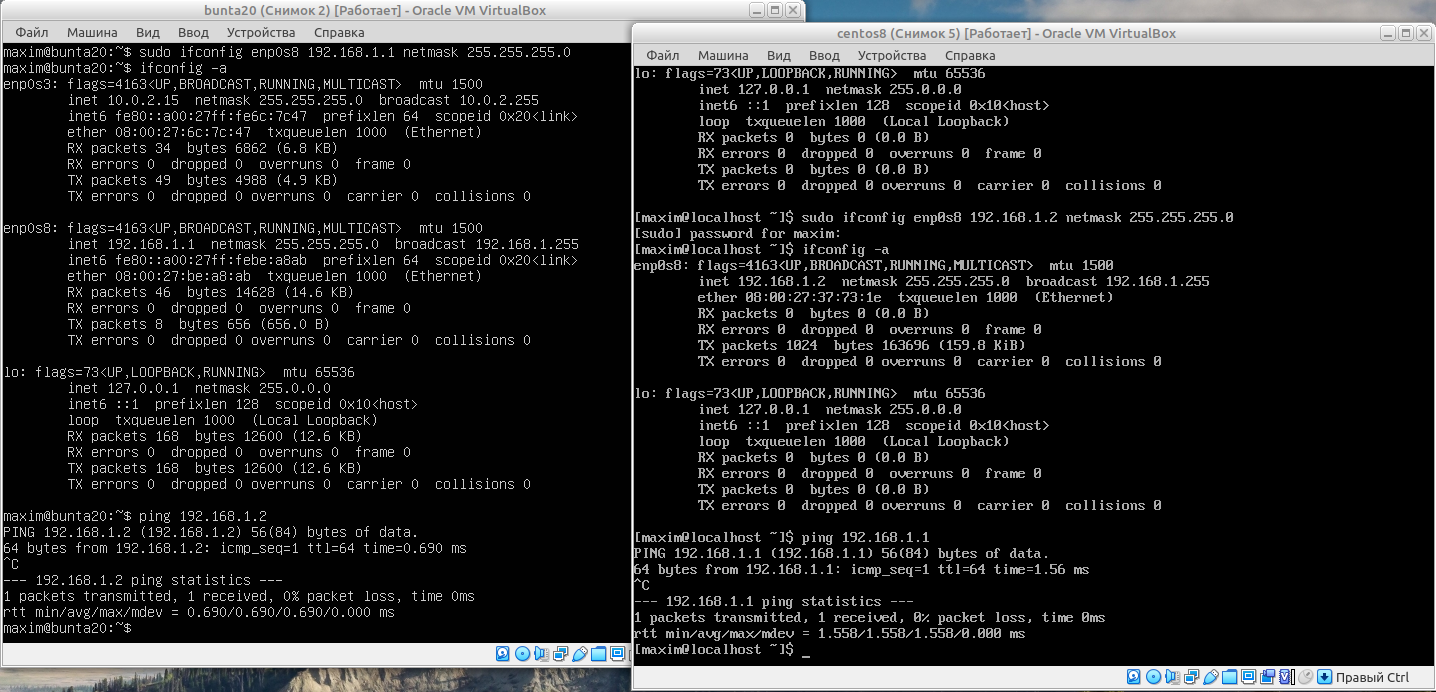 bunta20 (Снимок 2) [Работает] - Oracle VM VirtualBox
Файл Машина Вид Ввод Устройства Справка
maxim@bunta20:~$ sudo ifconfig enp0s8 192.168.1.1 netmask 255.255.255.0
maxim@bunta20:~$ ifconfig -a
enp0s3: flags=4163<UP,BROADCAST,RUNNING,MULTICAST>  mtu 1500
        inet 10.0.2.15  netmask 255.255.255.0  broadcast 10.0.2.255
        inet6 fe80::a00:27ff:fe6c:7c47  prefixlen 64  scopeid 0x20<link>
        ether 08:00:27:6c:7c:47  txqueuelen 1000  (Ethernet)
        RX packets 34  bytes 6862 (6.8 KB)
        RX errors 0  dropped 0  overruns 0  frame 0
        TX packets 49  bytes 4988 (4.9 KB)
        TX errors 0  dropped 0 overruns 0  carrier 0  collisions 0
enp0s8: flags=4163<UP,BROADCAST,RUNNING,MULTICAST>  mtu 1500
        inet 192.168.1.1  netmask 255.255.255.0  broadcast 192.168.1.255
        inet6 fe80::a00:27ff:febe:a8ab  prefixlen 64  scopeid 0x20<link>
        ether 08:00:27:be:a8:ab  txqueuelen 1000  (Ethernet)
        RX packets 46  bytes 14628 (14.6 KB)
        RX errors 0  dropped 0  overruns 0  frame 0
        TX packets 8  bytes 656 (656.0 B)
        TX errors 0  dropped 0 overruns 0  carrier 0  collisions 0
lo: flags=73<UP,LOOPBACK,RUNNING>  mtu 65536
        inet 127.0.0.1  netmask 255.0.0.0
        inet6 ::1  prefixlen 128  scopeid 0x10<host>
        loop  txqueuelen 1000  (Local Loopback)
        RX packets 168  bytes 12600 (12.6 KB)
        RX errors 0  dropped 0  overruns 0  frame 0
        TX packets 168  bytes 12600 (12.6 KB)
        TX errors 0  dropped 0 overruns 0  carrier 0  collisions 0
maxim@bunta20:~$ ping 192.168.1.2
PING 192.168.1.2 (192.168.1.2) 56(84) bytes of data.
64 bytes from 192.168.1.2: icmp_seq=1 ttl=64 time=0.690 ms
^C
--- 192.168.1.2 ping statistics ---
1 packets transmitted, 1 received, 0% packet loss, time 0ms
rtt min/avg/max/mdev = 0.690/0.690/0.690/0.000 ms
maxim@bunta20:~$
centos8 (Снимок 5) [Работает] - Oracle VM VirtualBox
Файл Машина Вид Ввод Устройства Справка
lo: flags=73<UP,LOOPBACK,RUNNING>  mtu 65536
        inet 127.0.0.1  netmask 255.0.0.0
        inet6 ::1  prefixlen 128  scopeid 0x10<host>
        loop  txqueuelen 1000  (Local Loopback)
        RX packets 0  bytes 0 (0.0 B)
        RX errors 0  dropped 0  overruns 0  frame 0
        TX packets 0  bytes 0 (0.0 B)
        TX errors 0  dropped 0 overruns 0  carrier 0  collisions 0
[maxim@localhost ~]$ sudo ifconfig enp0s8 192.168.1.2 netmask 255.255.255.0
[sudo] password for maxim:
[maxim@localhost ~]$ ifconfig -a
enp0s8: flags=4163<UP,BROADCAST,RUNNING,MULTICAST>  mtu 1500
        inet 192.168.1.2  netmask 255.255.255.0  broadcast 192.168.1.255
        ether 08:00:27:37:73:1e  txqueuelen 1000  (Ethernet)
        RX packets 0  bytes 0 (0.0 B)
        RX errors 0  dropped 0  overruns 0  frame 0
        TX packets 1024  bytes 163696 (159.8 KiB)
        TX errors 0  dropped 0 overruns 0  carrier 0  collisions 0
lo: flags=73<UP,LOOPBACK,RUNNING>  mtu 65536
        inet 127.0.0.1  netmask 255.0.0.0
        inet6 ::1  prefixlen 128  scopeid 0x10<host>
        loop  txqueuelen 1000  (Local Loopback)
        RX packets 0  bytes 0 (0.0 B)
        RX errors 0  dropped 0  overruns 0  frame 0
        TX packets 0  bytes 0 (0.0 B)
        TX errors 0  dropped 0 overruns 0  carrier 0  collisions 0
[maxim@localhost ~]$ ping 192.168.1.1
PING 192.168.1.1 (192.168.1.1) 56(84) bytes of data.
64 bytes from 192.168.1.1: icmp_seq=1 ttl=64 time=1.56 ms
^C
--- 192.168.1.1 ping statistics ---
1 packets transmitted, 1 received, 0% packet loss, time 0ms
rtt min/avg/max/mdev = 1.558/1.558/1.558/0.000 ms
[maxim@localhost ~]$ _
Правый Ctrl